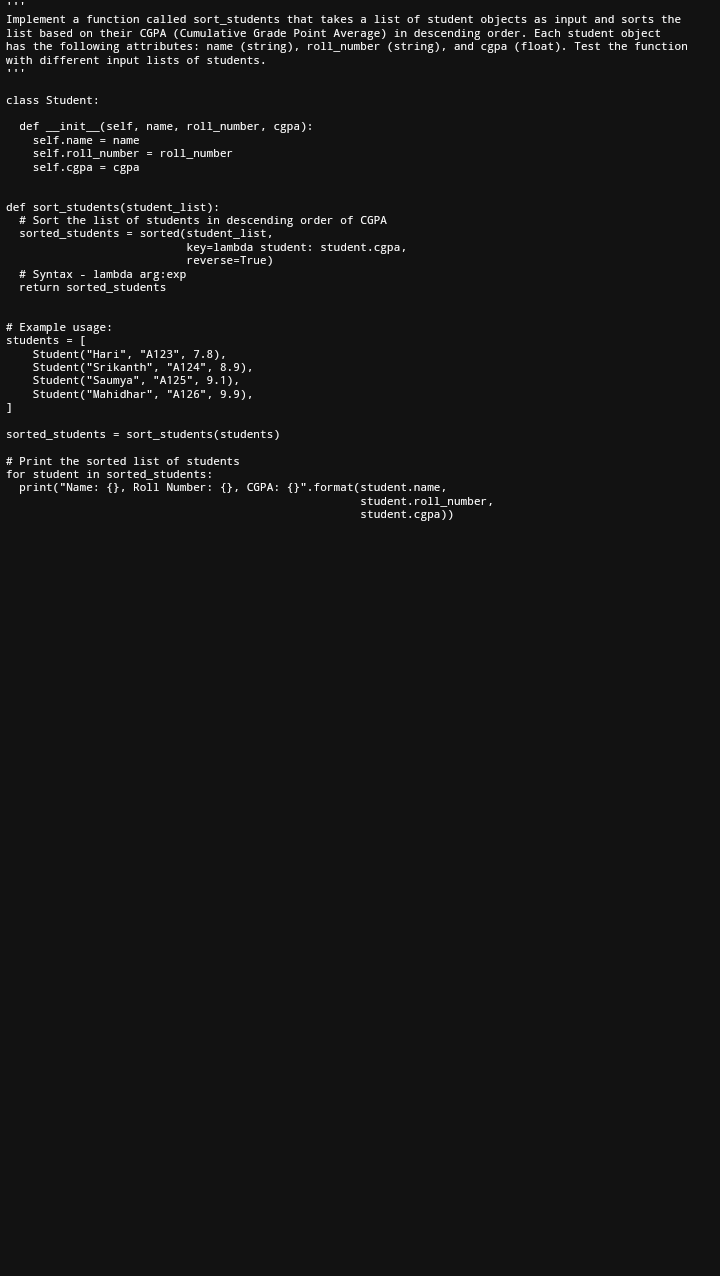 '''
Implement a function called sort_students that takes a list of student objects as input and sorts the
list based on their CGPA (Cumulative Grade Point Average) in descending order. Each student object
has the following attributes: name (string), roll_number (string), and cgpa (float). Test the function
with different input lists of students.
'''

class Student:

  def __init__(self, name, roll_number, cgpa):
    self.name = name
    self.roll_number = roll_number
    self.cgpa = cgpa


def sort_students(student_list):
  # Sort the list of students in descending order of CGPA
  sorted_students = sorted(student_list,
                           key=lambda student: student.cgpa,
                           reverse=True)
  # Syntax - lambda arg:exp
  return sorted_students


# Example usage:
students = [
    Student("Hari", "A123", 7.8),
    Student("Srikanth", "A124", 8.9),
    Student("Saumya", "A125", 9.1),
    Student("Mahidhar", "A126", 9.9),
]

sorted_students = sort_students(students)

# Print the sorted list of students
for student in sorted_students:
  print("Name: {}, Roll Number: {}, CGPA: {}".format(student.name,
                                                     student.roll_number,
                                                     student.cgpa))